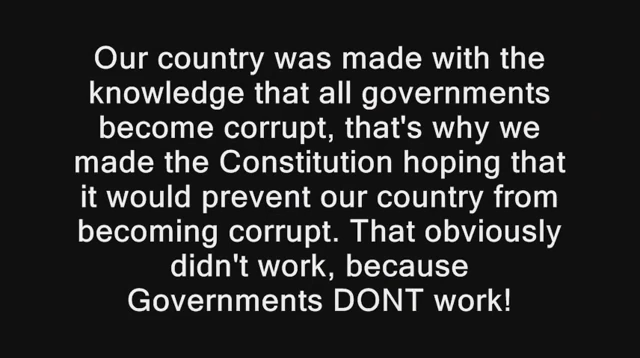 Our country was made with the
knowledge that all governments
become corrupt, that's why we
made the Constitution hoping that
it would prevent our country from
becoming corrupt. That obviously
didn't work, because
Governments DONT work!